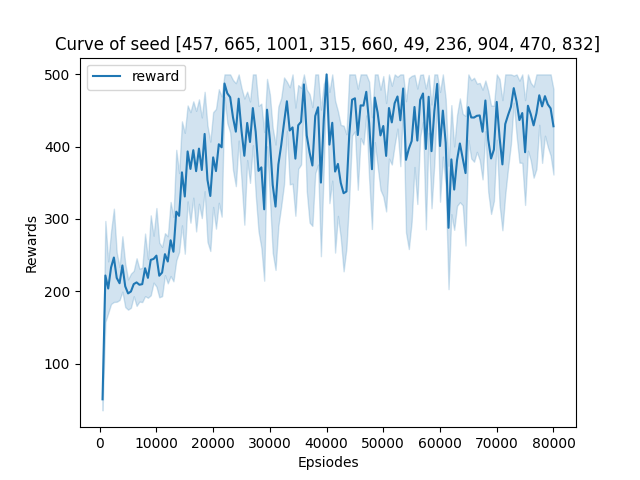 Curve of seed [457, 665, 1001, 315, 660, 49, 236, 904, 470, 832]
reward
500
400
300
200
100
Rewards
0 10000 20000 30000 40000 50000 60000 70000 80000
Epsiodes